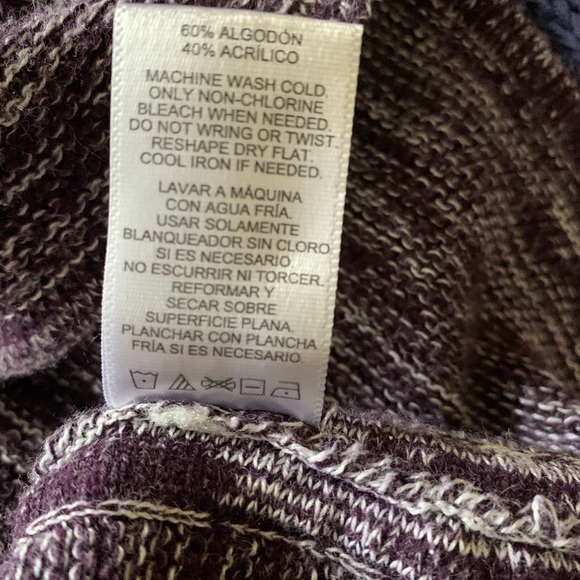 60% ALGODÓN
40% ACRÍLICO
MACHINE WASH COLD.
ONLY NON-CHLORINE
BLEACH WHEN NEEDED.
DO NOT WRING OR TWIST.
RESHAPE DRY FLAT.
COOL IRON IF NEEDED.
LAVAR A MÁQUINA
CON AGUA FRÍA.
USAR SOLAMENTE
BLANQUEADOR SIN CLORO
SI ES NECESARIO.
NO ESCURRIR NI TORCER.
REFORMAR Y
SECAR SOBRE
SUPERFICIE PLANA.
PLANCHAR CON PLANCHA
FRÍA SI ES NECESARIO.